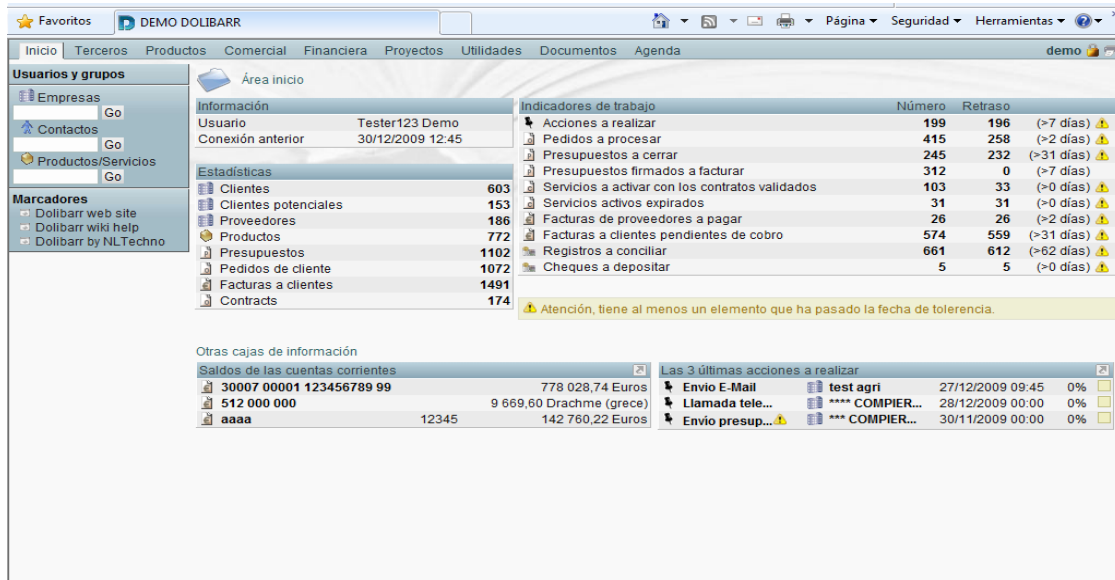 Favoritos DEMO DOLIBARR Página Seguridad Herramientas
Inicio Terceros Productos Comercial Financiera Proyectos Utilidades Documentos Agenda demo
Usuarios y grupos
Empresas
Go
Contactos
Go
Productos/Servicios
Go
Marcadores
Dolibarr web site
Dolibarr wiki help
Dolibarr by NLTechno
Área inicio
Información
Usuario Tester123 Demo
Conexión anterior 30/12/2009 12:45
Estadísticas
Clientes 603
Clientes potenciales 153
Proveedores 186
Productos 772
Presupuestos 1102
Pedidos de cliente 1072
Facturas a clientes 1491
Contracts 174
Indicadores de trabajo Número Retraso
Acciones a realizar 199 196 (>7 días)
Pedidos a procesar 415 258 (>2 días)
Presupuestos a cerrar 245 232 (>31 días)
Presupuestos firmados a facturar 312 0 (>7 días)
Servicios a activar con los contratos validados 103 33 (>0 días)
Servicios activos expirados 31 31 (>0 días)
Facturas de proveedores a pagar 26 26 (>2 días)
Facturas a clientes pendientes de cobro 574 559 (>31 días)
Registros a conciliar 661 612 (>62 días)
Cheques a depositar 5 5 (>0 días)
Atención, tiene al menos un elemento que ha pasado la fecha de tolerencia.
Otras cajas de información
Saldos de las cuentas corrientes
30007 00001 123456789 99 778 028,74 Euros
512 000 000 9 669,60 Drachme (grece)
aaaa 12345 142 760,22 Euros
Las 3 últimas acciones a realizar
Envio E-Mail test agri 27/12/2009 09:45 0%
Llamada tele... **** COMPIER... 28/12/2009 00:00 0%
Envío presup... *** COMPIER... 30/11/2009 00:00 0%